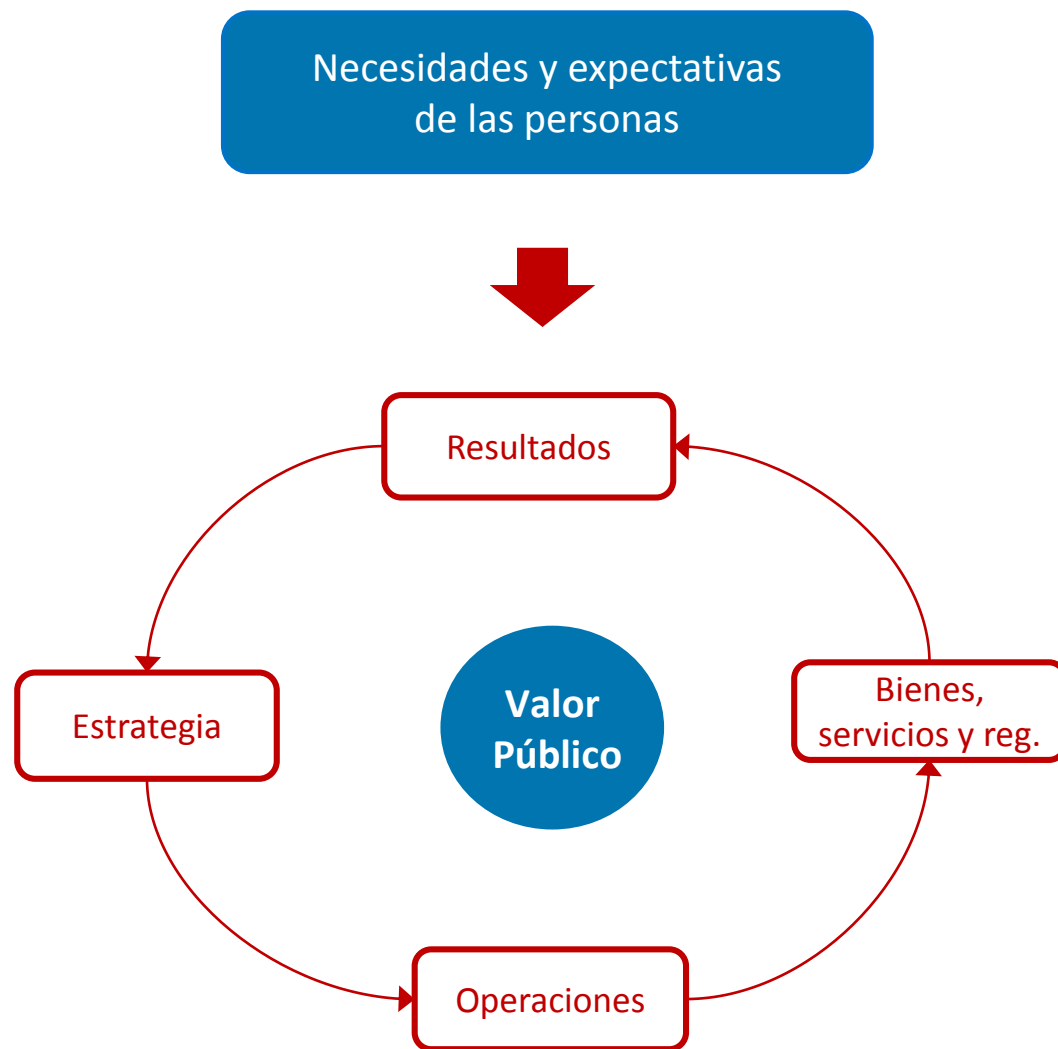 Necesidades y expectativas
de las personas
Resultados
Estrategia
Valor
Público
Bienes,
servicios y reg.
Operaciones